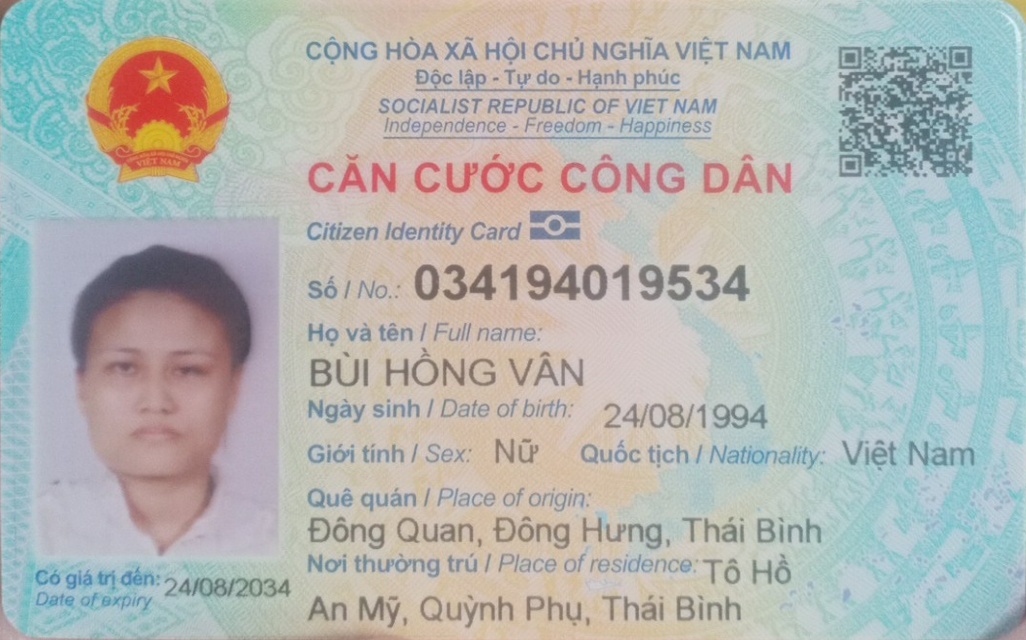 CỘNG HÒA XÃ HỘI CHỦ NGHĨA VIỆT NAM
Độc lập - Tự do - Hạnh phúc
SOCIALIST REPUBLIC OF VIET NAM
Independence - Freedom - Happiness
VIỆT NAM
CĂN CƯỚC CÔNG DÂN
Citizen Identity Card
Số / No.: 034194019534
Họ và tên / Full name:
BÙI HỒNG VÂN
Ngày sinh / Date of birth: 24/08/1994
Giới tính / Sex: Nữ Quốc tịch / Nationality: Việt Nam
Quê quán / Place of origin:
Đông Quan, Đông Hưng, Thái Bình
Nơi thường trú / Place of residence: Tô Hồ
An Mỹ, Quỳnh Phụ, Thái Bình
Có giá trị đến: 24/08/2034
Date of expiry